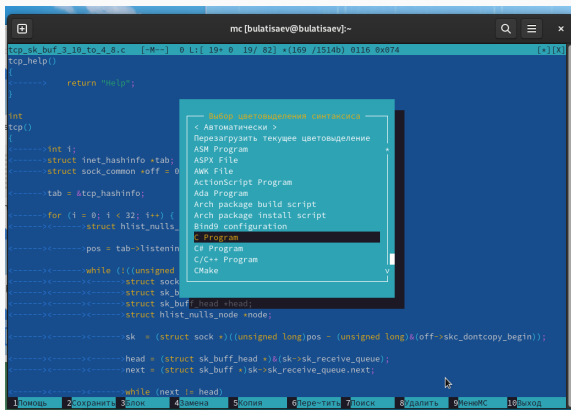 mc [bulatisaev@bulatisaev]:~
tcp_sk_buf_3_10_to_4_8.c [-M--] 0 L:[ 19+ 0 19/ 82] *(169 /1514b) 0116 0x074 [*][X]
tcp_help()
{
<------>return "Help";
}
int
tcp()
{
<------>int i;
<------>struct inet_hashinfo *tab;
<------>struct sock_common *off = 0
<------>tab = &tcp_hashinfo;
<------>for (i = 0; i < 32; i++) {
<------><------>struct hlist_nulls_
<------><------>pos = tab->listenin
<------><------>while (!((unsigned
<------><------><------>struct sock
<------><------><------>struct sk_b
<------><------><------>struct sk_buff_head *head;
<------><------><------>struct hlist_nulls_node *node;
<------><------><------>sk = (struct sock *)((unsigned long)pos - (unsigned long)&(off->skc_dontcopy_begin));
<------><------><------>head = (struct sk_buff_head *)&(sk->sk_receive_queue);
<------><------><------>next = (struct sk_buff *)sk->sk_receive_queue.next;
<------><------><------>while (next != head)
Выбор цветовыделения синтаксиса
< Автоматически >
Перезагрузить текущее цветовыделение
ASM Program
ASPX File
AWK File
ActionScript Program
Ada Program
Arch package build script
Arch package install script
Bind9 configuration
C Program
C# Program
C/C++ Program
CMake
1Помощь 2Сохранить 3Блок 4Замена 5Копия 6Пере~тить 7Поиск 8Удалить 9МенюMC 10Выход